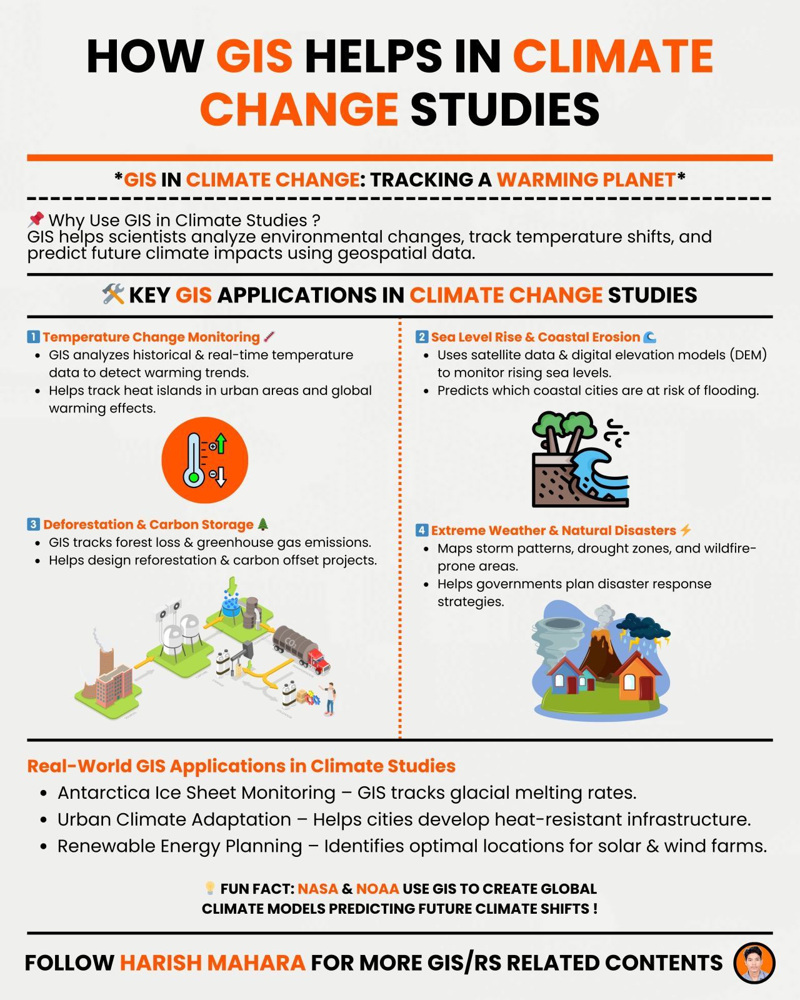 HOW GIS HELPS IN CLIMATE
CHANGE STUDIES
*GIS IN CLIMATE CHANGE: TRACKING A WARMING PLANET*
📌 Why Use GIS in Climate Studies ?
GIS helps scientists analyze environmental changes, track temperature shifts, and
predict future climate impacts using geospatial data.
🛠 KEY GIS APPLICATIONS IN CLIMATE CHANGE STUDIES
1 Temperature Change Monitoring 🌡
• GIS analyzes historical & real-time temperature
data to detect warming trends.
• Helps track heat islands in urban areas and global
warming effects.
3 Deforestation & Carbon Storage 🌲
• GIS tracks forest loss & greenhouse gas emissions.
• Helps design reforestation & carbon offset projects.
CO₂
2 Sea Level Rise & Coastal Erosion 🌊
• Uses satellite data & digital elevation models (DEM)
to monitor rising sea levels.
• Predicts which coastal cities are at risk of flooding.
4 Extreme Weather & Natural Disasters ⚡
• Maps storm patterns, drought zones, and wildfire-
prone areas.
• Helps governments plan disaster response
strategies.
Real-World GIS Applications in Climate Studies
• Antarctica Ice Sheet Monitoring – GIS tracks glacial melting rates.
• Urban Climate Adaptation – Helps cities develop heat-resistant infrastructure.
• Renewable Energy Planning – Identifies optimal locations for solar & wind farms.
💡 FUN FACT: NASA & NOAA USE GIS TO CREATE GLOBAL
CLIMATE MODELS PREDICTING FUTURE CLIMATE SHIFTS !
FOLLOW HARISH MAHARA FOR MORE GIS/RS RELATED CONTENTS